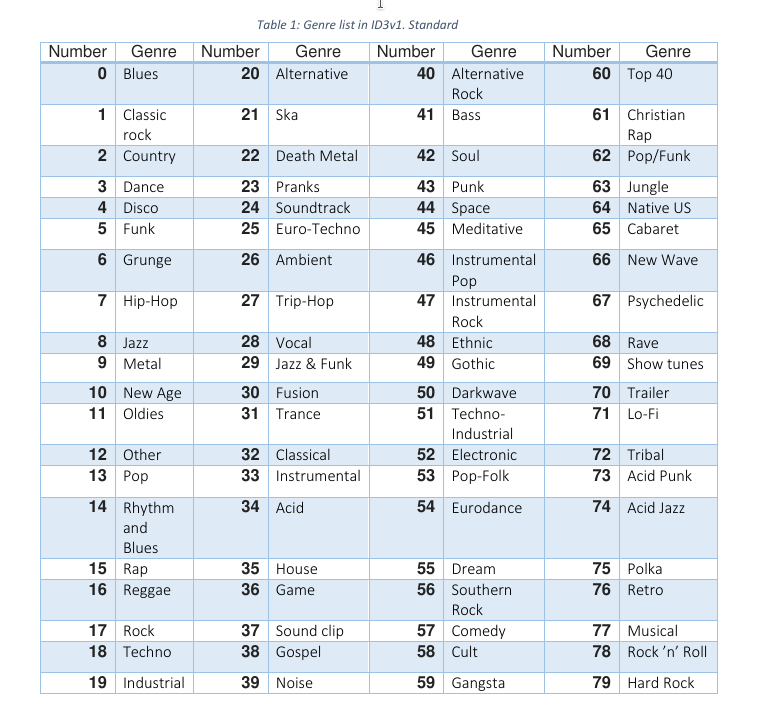 Table 1: Genre list in ID3v1. Standard
Number Genre Number Genre Number Genre Number Genre
0 Blues 20 Alternative 40 Alternative Rock 60 Top 40
1 Classic rock 21 Ska 41 Bass 61 Christian Rap
2 Country 22 Death Metal 42 Soul 62 Pop/Funk
3 Dance 23 Pranks 43 Punk 63 Jungle
4 Disco 24 Soundtrack 44 Space 64 Native US
5 Funk 25 Euro-Techno 45 Meditative 65 Cabaret
6 Grunge 26 Ambient 46 Instrumental Pop 66 New Wave
7 Hip-Hop 27 Trip-Hop 47 Instrumental Rock 67 Psychedelic
8 Jazz 28 Vocal 48 Ethnic 68 Rave
9 Metal 29 Jazz & Funk 49 Gothic 69 Show tunes
10 New Age 30 Fusion 50 Darkwave 70 Trailer
11 Oldies 31 Trance 51 Techno-Industrial 71 Lo-Fi
12 Other 32 Classical 52 Electronic 72 Tribal
13 Pop 33 Instrumental 53 Pop-Folk 73 Acid Punk
14 Rhythm and Blues 34 Acid 54 Eurodance 74 Acid Jazz
15 Rap 35 House 55 Dream 75 Polka
16 Reggae 36 Game 56 Southern Rock 76 Retro
17 Rock 37 Sound clip 57 Comedy 77 Musical
18 Techno 38 Gospel 58 Cult 78 Rock ’n’ Roll
19 Industrial 39 Noise 59 Gangsta 79 Hard Rock